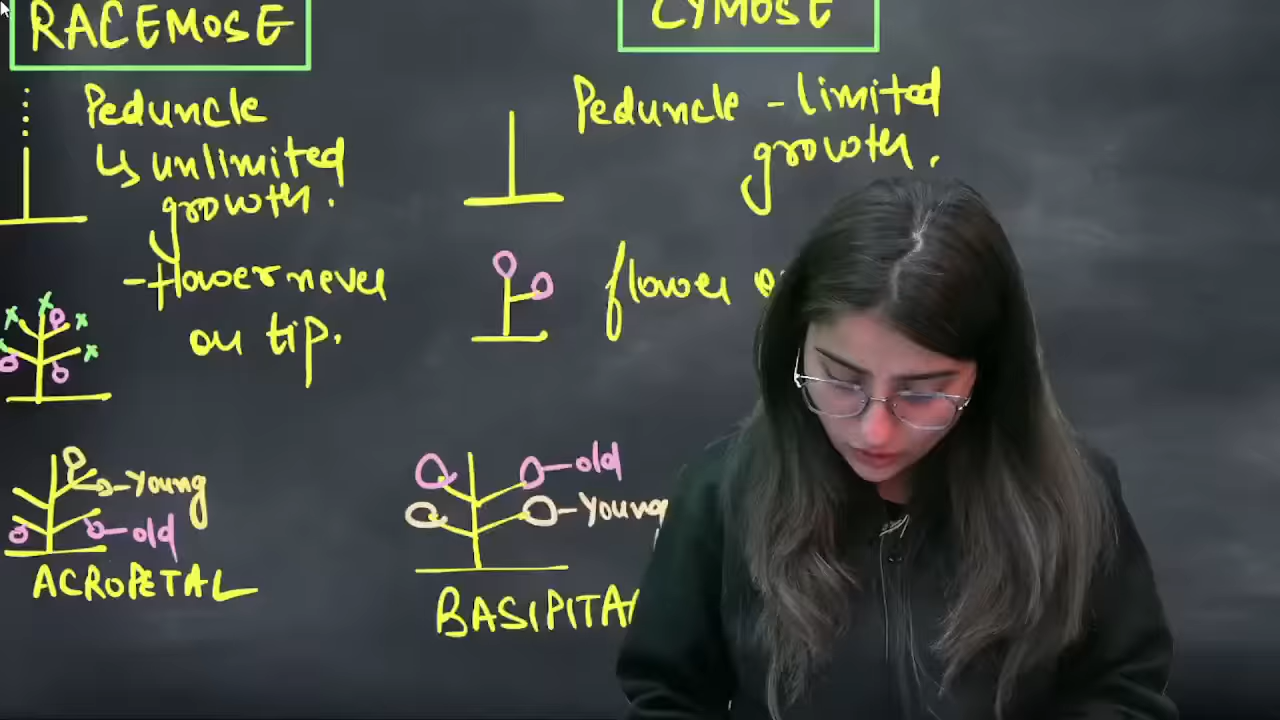 RACEMOSE
Peduncle
↳ unlimited
growth.
- flower never
on tip.
Young
old
ACROPETAL
CYMOSE
Peduncle - limited
growth.
flower
old
Young
BASIPITA